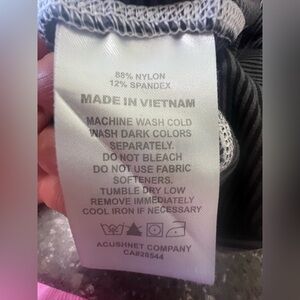 88% NYLON
12% SPANDEX
MADE IN VIETNAM
MACHINE WASH COLD
WASH DARK COLORS
SEPARATELY.
DO NOT BLEACH
DO NOT USE FABRIC
SOFTENERS.
TUMBLE DRY LOW
REMOVE IMMEDIATELY
COOL IRON IF NECESSARY
ACUSHNET COMPANY
CA#28544